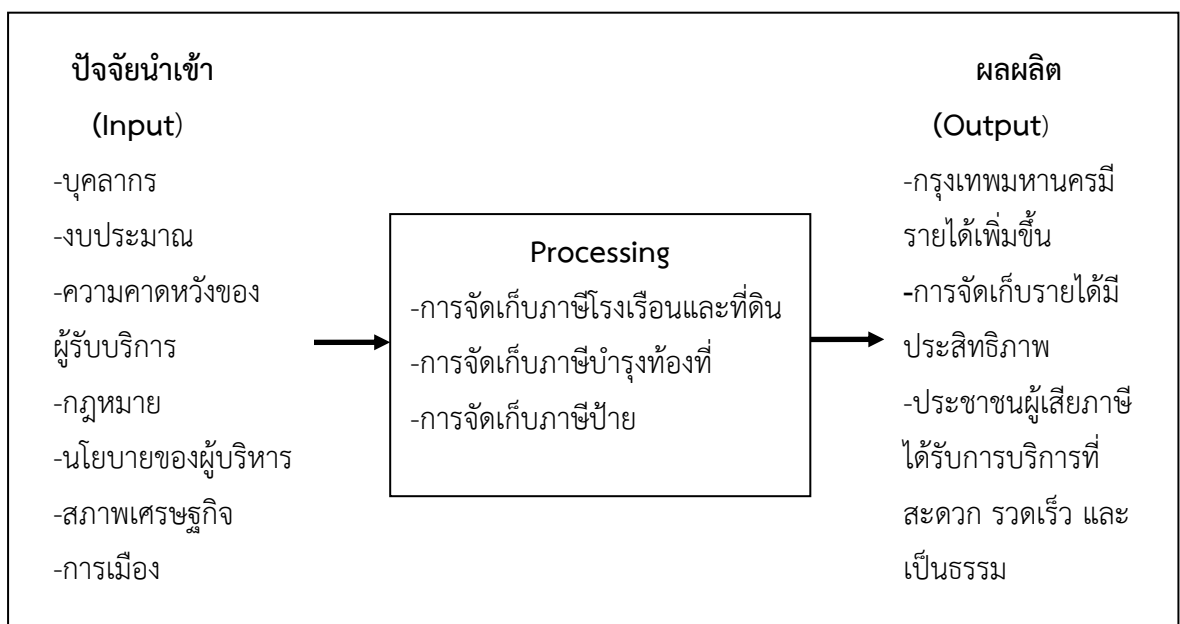 ปัจจัยนำเข้า
(Input)
-บุคลากร
-งบประมาณ
-ความคาดหวังของ
ผู้รับบริการ
-กฎหมาย
-นโยบายของผู้บริหาร
-สภาพเศรษฐกิจ
-การเมือง
Processing
-การจัดเก็บภาษีโรงเรือนและที่ดิน
-การจัดเก็บภาษีบำรุงท้องที่
-การจัดเก็บภาษีป้าย
ผลผลิต
(Output)
-กรุงเทพมหานครมี
รายได้เพิ่มขึ้น
-การจัดเก็บรายได้มี
ประสิทธิภาพ
-ประชาชนผู้เสียภาษี
ได้รับการบริการที่
สะดวก รวดเร็ว และ
เป็นธรรม